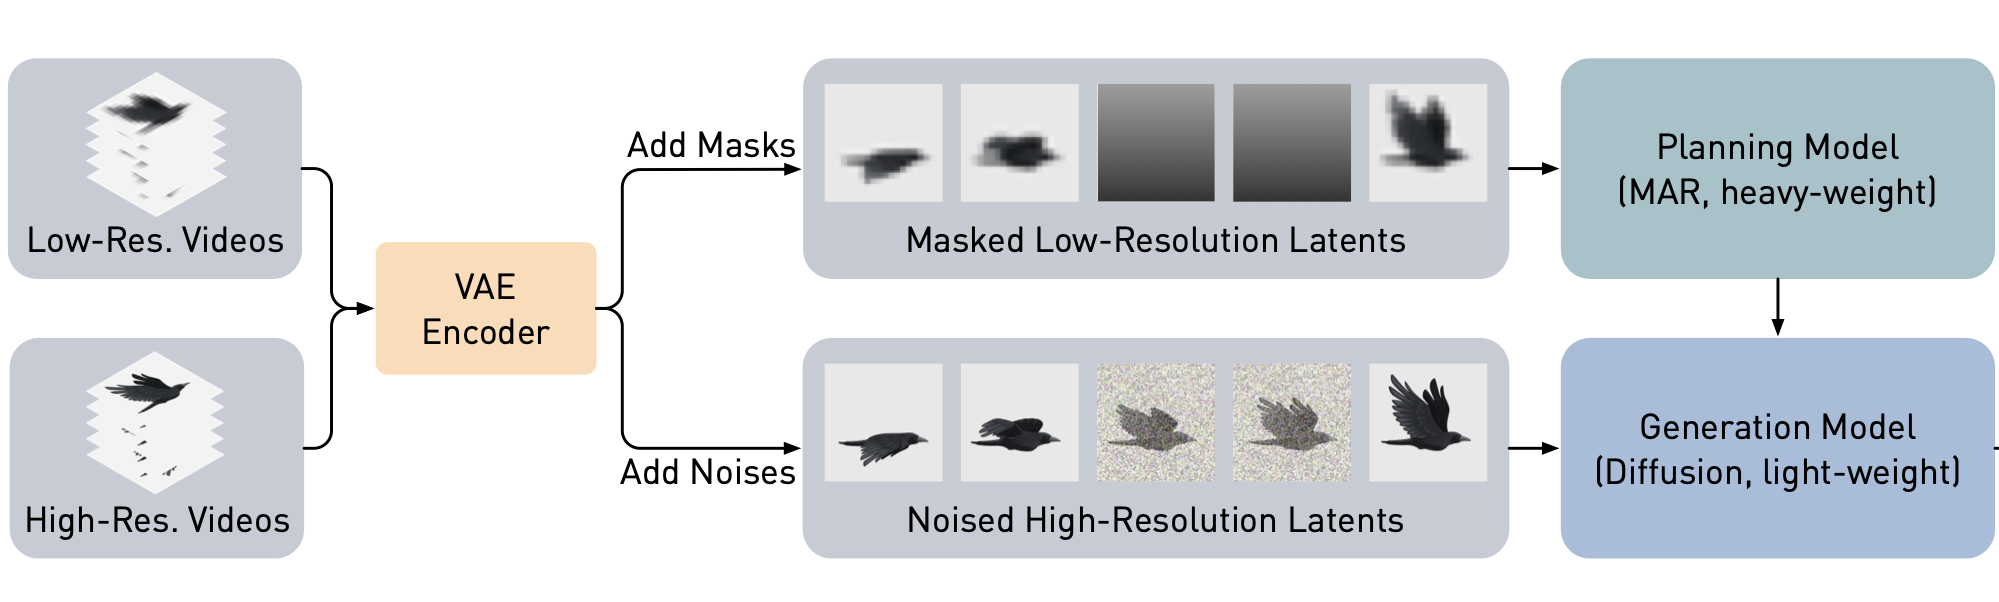 Low-Res. Videos
High-Res. Videos
VAE
Encoder
Add Masks
Add Noises
Masked Low-Resolution Latents
Noised High-Resolution Latents
Planning Model
(MAR, heavy-weight)
Generation Model
(Diffusion, light-weight)